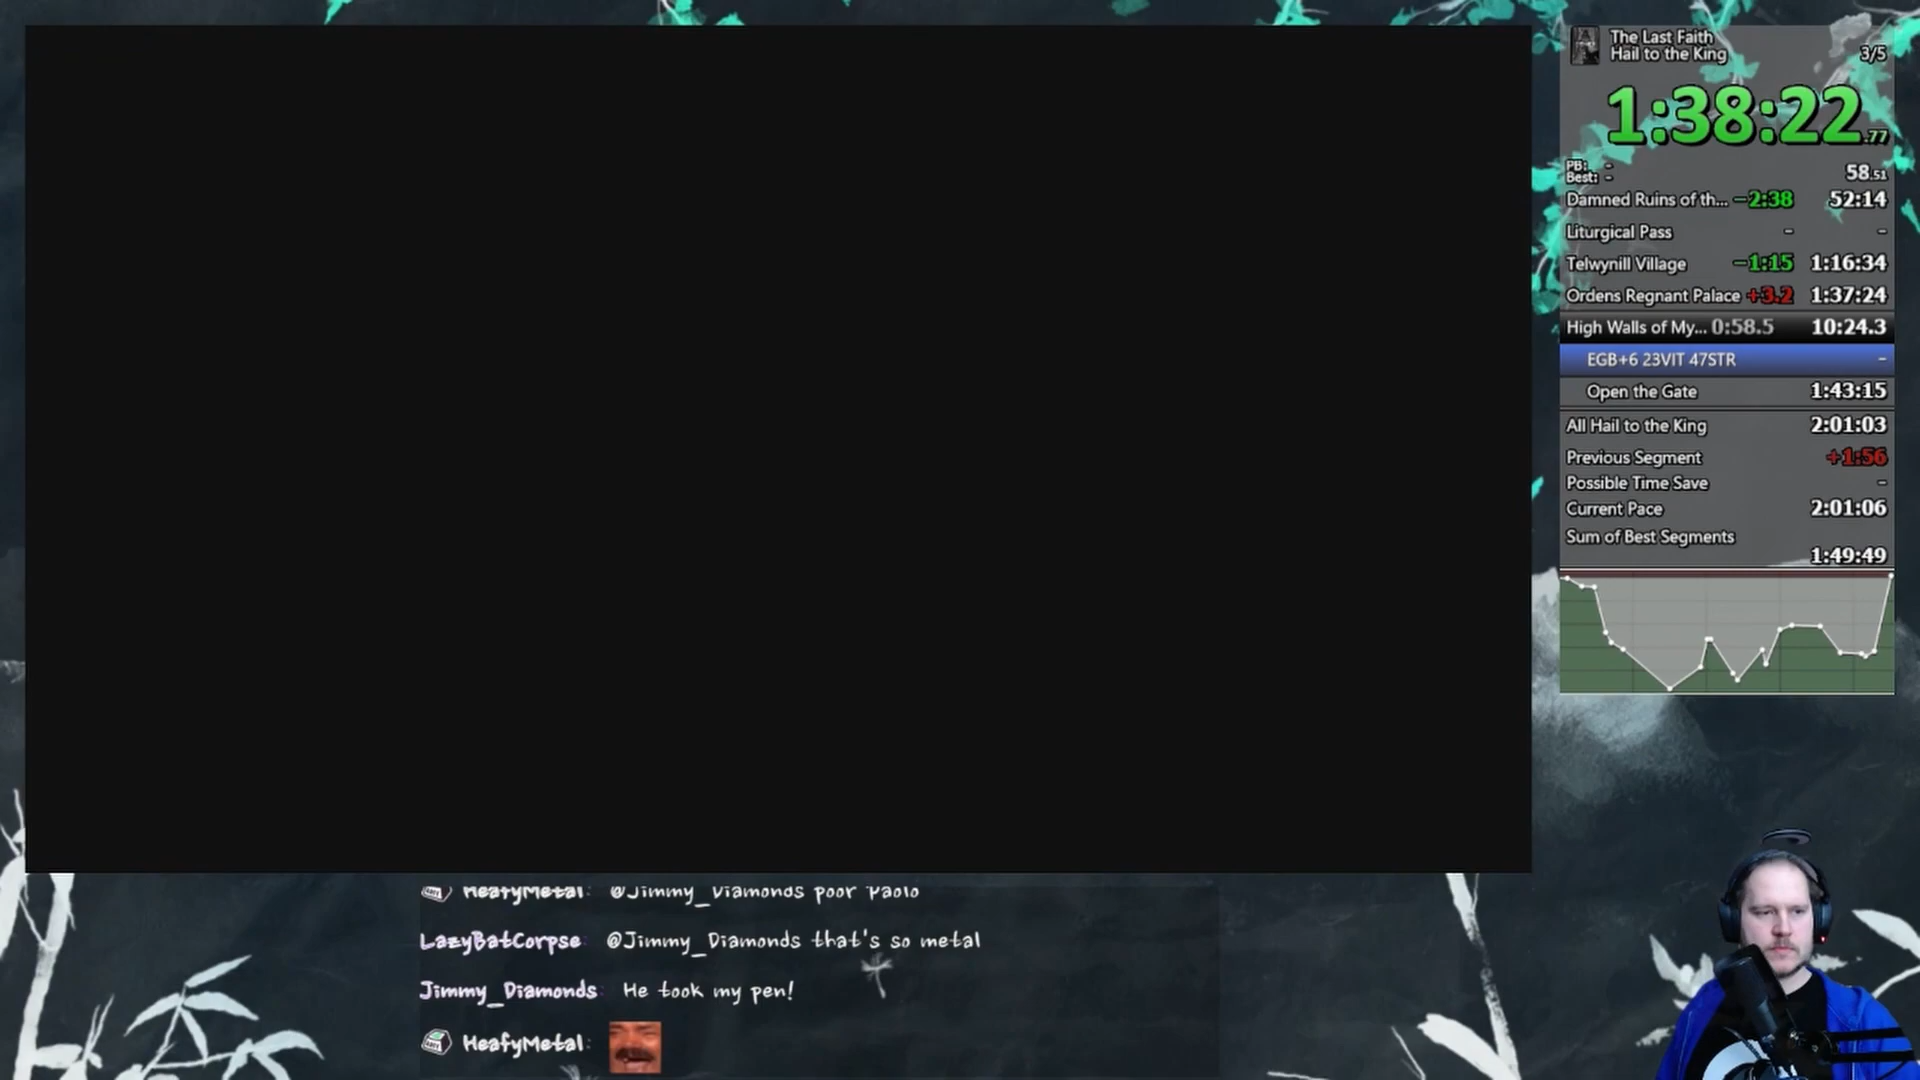 The Last Faith
Hail to the King
3/5
1:38:22.77
PB: -
Best: -
58.51
Damned Ruins of th... −2:38 52:14
Liturgical Pass - -
Telwynill Village −1:15 1:16:34
Ordens Regnant Palace +3.2 1:37:24
High Walls of My... 0:58.5 10:24.3
EGB+6 23VIT 47STR -
Open the Gate 1:43:15
All Hail to the King 2:01:03
Previous Segment +1:56
Possible Time Save -
Current Pace 2:01:06
Sum of Best Segments
1:49:49
HeafyMetal: @Jimmy_Diamonds poor Paolo
LazyBatCorpse: @Jimmy_Diamonds that's so metal
Jimmy_Diamonds: He took my pen!
HeafyMetal: